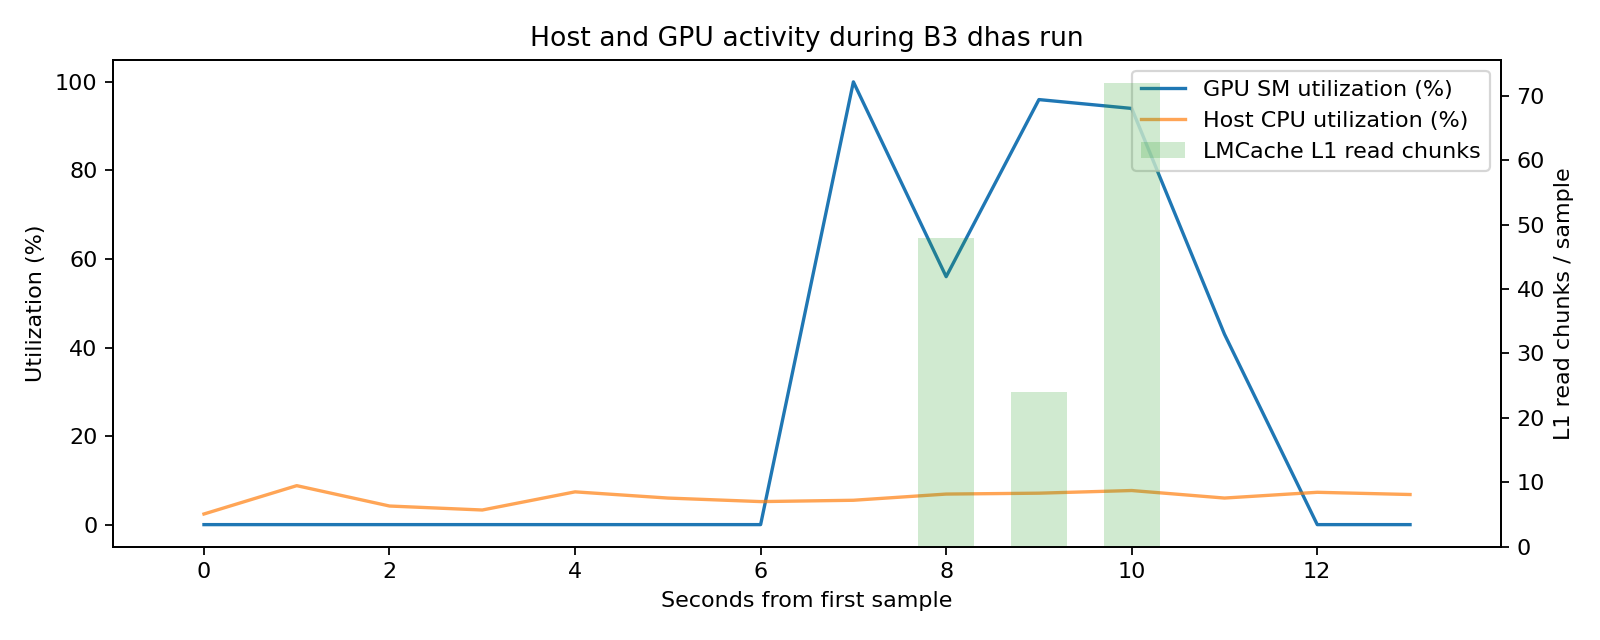 Host and GPU activity during B3 dhas run
GPU SM utilization (%)
Host CPU utilization (%)
LMCache L1 read chunks
Utilization (%)
100
80
60
40
20
0
70
60
50
40
30
20
10
0
L1 read chunks / sample
0 2 4 6 8 10 12
Seconds from first sample